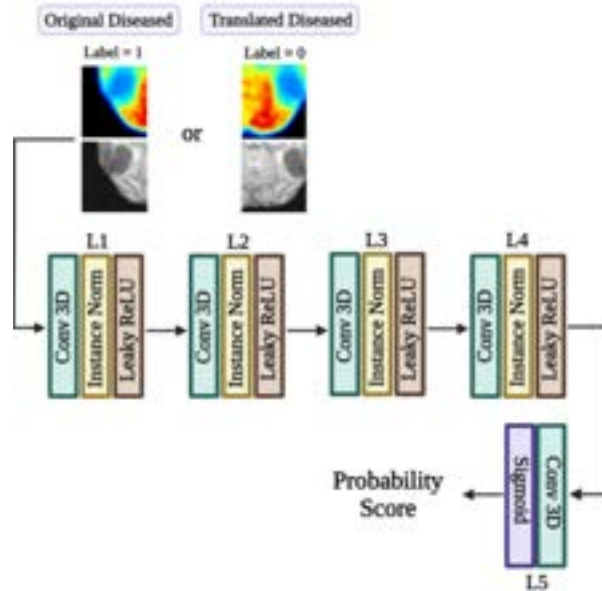 Original Diseased
Translated Diseased
Label = 1
Label = 0
or
L1
L2
L3
L4
Conv 3D
Instance Norm
Leaky ReLU
Conv 3D
Instance Norm
Leaky ReLU
Conv 3D
Instance Norm
Leaky ReLU
Conv 3D
Instance Norm
Leaky ReLU
Probability
Score
Sigmoid
Conv 3D
L5